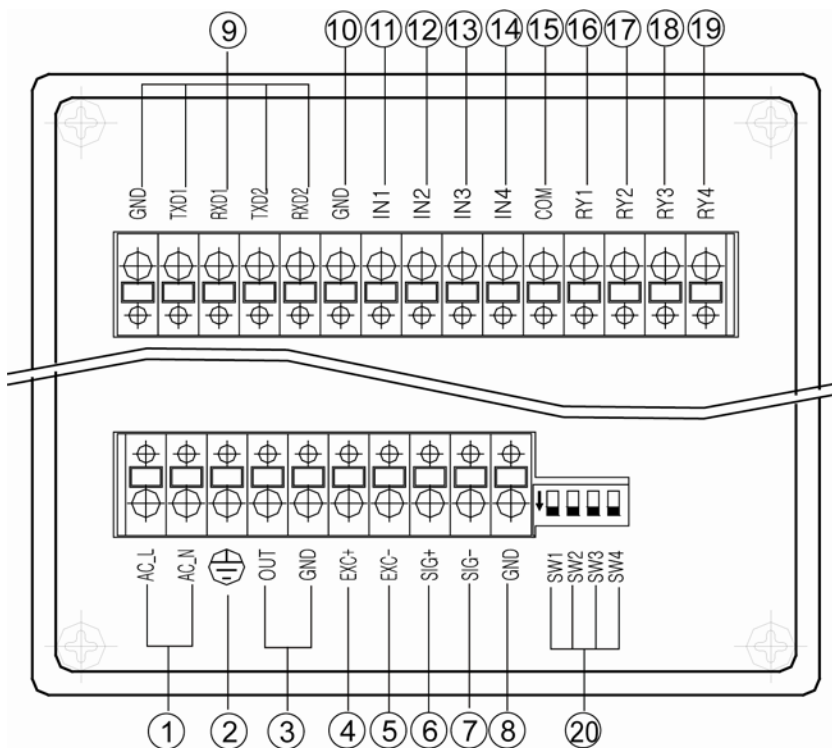 ⑨ ⑩ ⑪ ⑫ ⑬ ⑭ ⑮ ⑯ ⑰ ⑱ ⑲
GND TXD1 RXD1 TXD2 RXD2 GND IN1 IN2 IN3 IN4 COM RY1 RY2 RY3 RY4
AC_L AC_N OUT GND EXC+ EXC- SIG+ SIG- GND SW1 SW2 SW3 SW4
① ② ③ ④ ⑤ ⑥ ⑦ ⑧ ⑳